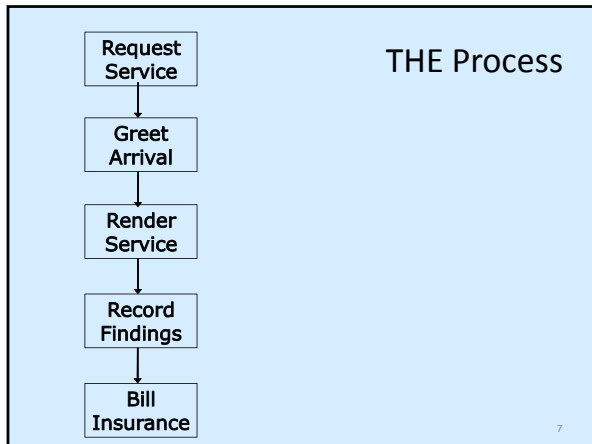 THE Process
Request
Service
Greet
Arrival
Render
Service
Record
Findings
Bill
Insurance
7